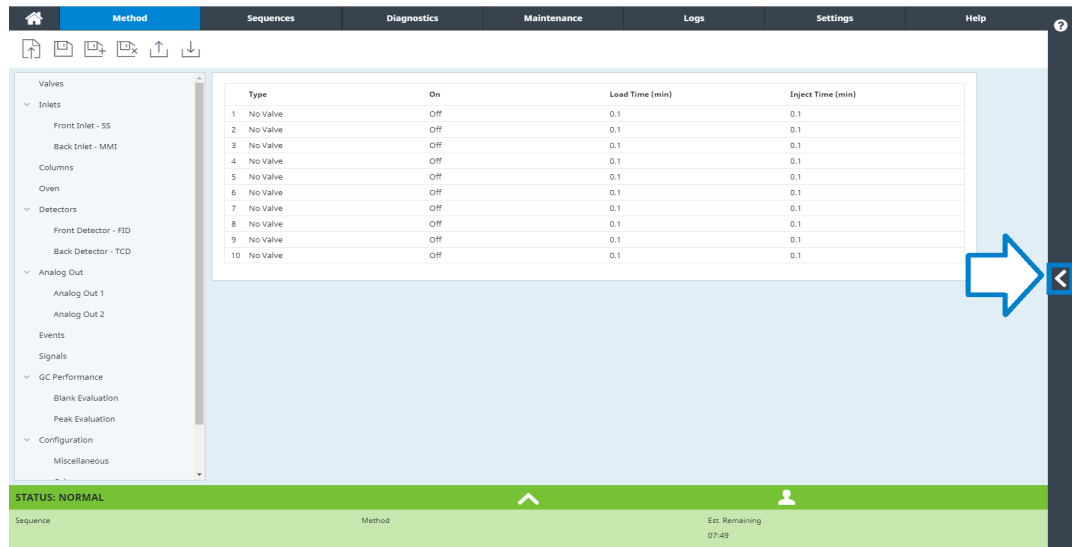 Method Sequences Diagnostics Maintenance Logs Settings Help
?
Valves
Inlets
Front Inlet - SS
Back Inlet - MMI
Columns
Oven
Detectors
Front Detector - FID
Back Detector - TCD
Analog Out
Analog Out 1
Analog Out 2
Events
Signals
GC Performance
Blank Evaluation
Peak Evaluation
Configuration
Miscellaneous
Type On Load Time (min) Inject Time (min)
1 No Valve Off 0.1 0.1
2 No Valve Off 0.1 0.1
3 No Valve Off 0.1 0.1
4 No Valve Off 0.1 0.1
5 No Valve Off 0.1 0.1
6 No Valve Off 0.1 0.1
7 No Valve Off 0.1 0.1
8 No Valve Off 0.1 0.1
9 No Valve Off 0.1 0.1
10 No Valve Off 0.1 0.1
STATUS: NORMAL
Sequence Method Est. Remaining
07:49